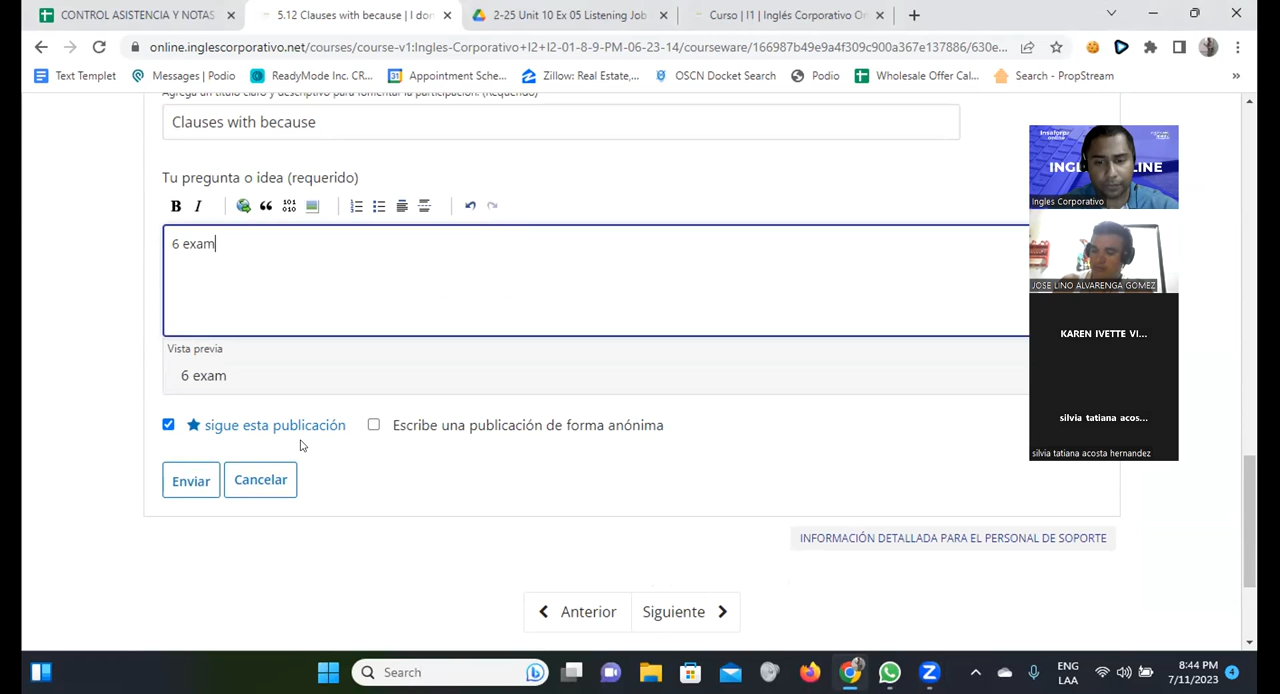 CONTROL ASISTENCIA Y NOTAS
5.12 Clauses with because | I don
2-25 Unit 10 Ex 05 Listening Job
Curso | I1 | Inglés Corporativo On
online.inglescorporativo.net/courses/course-v1:Ingles-Corporativo+I2+I2-01-8-9-PM-06-23-14/courseware/166987b49e9a4f309c900a367e137886/630e...
Text Templet
Messages | Podio
ReadyMode Inc. CR...
Appointment Sche...
Zillow: Real Estate,...
OSCN Docket Search
Podio
Wholesale Offer Cal...
Search - PropStream
»
Agrega un título claro y descriptivo para fomentar la participación. (Requerido)
Clauses with because
Tu pregunta o idea (requerido)
B I
6 exam
Vista previa
6 exam
sigue esta publicación
Escribe una publicación de forma anónima
Enviar
Cancelar
INFORMACIÓN DETALLADA PARA EL PERSONAL DE SOPORTE
Anterior
Siguiente
Ingles Corporativo
JOSE LINO ALVARENGA GOMEZ
KAREN IVETTE VI...
silvia tatiana acos...
silvia tatiana acosta hernandez
Search
ENG
LAA
8:44 PM
7/11/2023
4